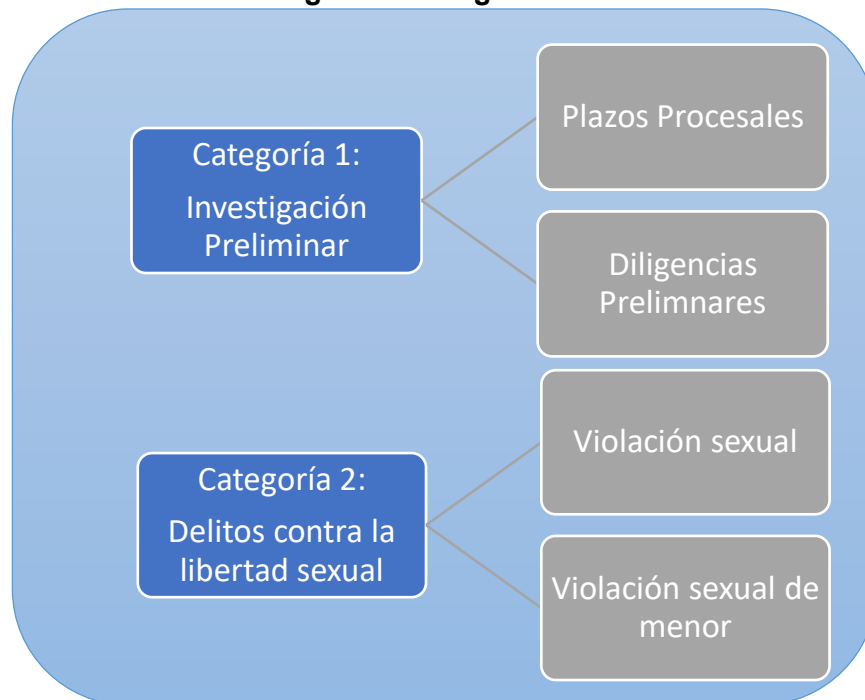 Categoría 1:
Investigación
Preliminar
Plazos Procesales
Diligencias
Prelimnares
Categoría 2:
Delitos contra la
libertad sexual
Violación sexual
Violación sexual de
menor